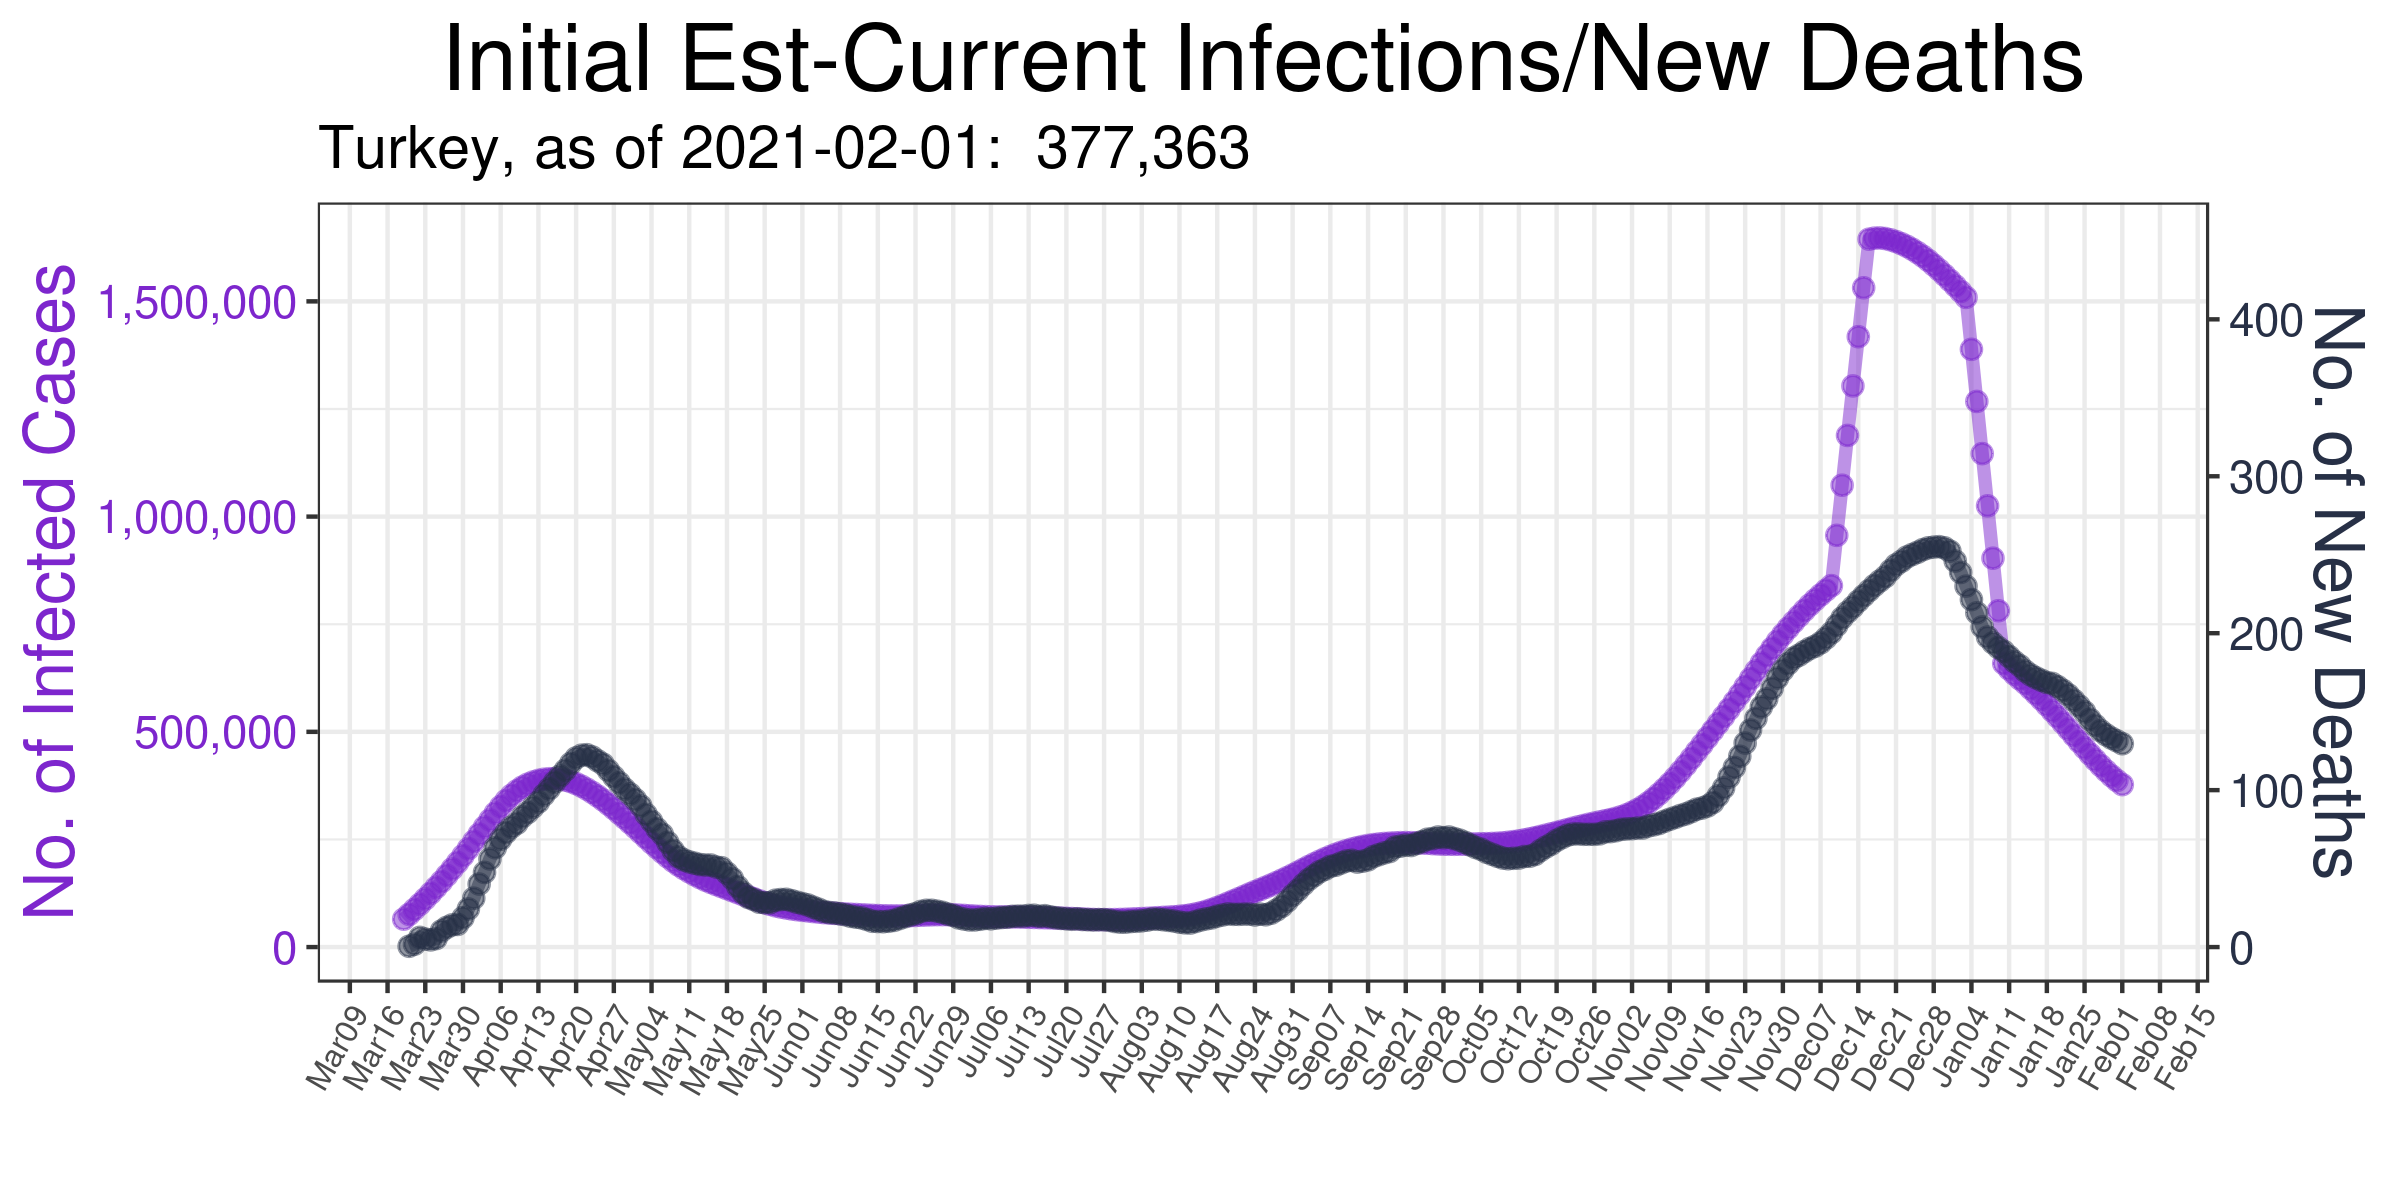 Initial Est-Current Infections/New Deaths
Turkey, as of 2021-02-01: 377,363
No. of Infected Cases
1,500,000
1,000,000
500,000
0
400
300
200
100
0
No. of New Deaths
Mar09
Mar16
Mar23
Mar30
Apr06
Apr13
Apr20
Apr27
May04
May11
May18
May25
Jun01
Jun08
Jun15
Jun22
Jun29
Jul06
Jul13
Jul20
Jul27
Aug03
Aug10
Aug17
Aug24
Aug31
Sep07
Sep14
Sep21
Sep28
Oct05
Oct12
Oct19
Oct26
Nov02
Nov09
Nov16
Nov23
Nov30
Dec07
Dec14
Dec21
Dec28
Jan04
Jan11
Jan18
Jan25
Feb01
Feb08
Feb15